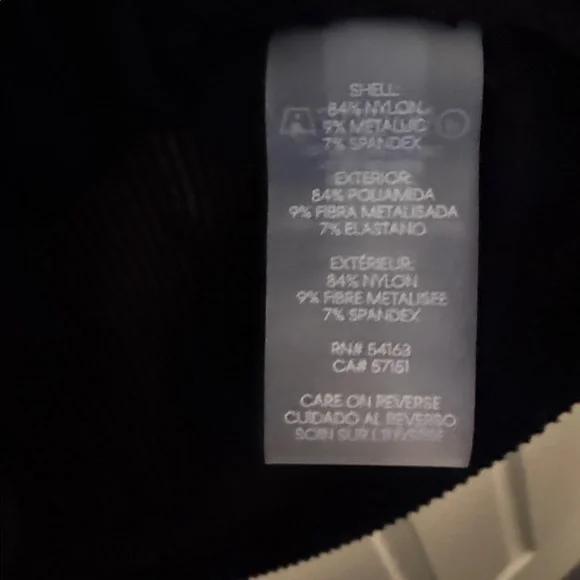 SHELL:
84% NYLON
9% METALLIC
7% SPANDEX
EXTERIOR:
84% POLIAMIDA
9% FIBRA METALISADA
7% ELASTANO
EXTÉRIEUR:
84% NYLON
9% FIBRE METALISEE
7% SPANDEX
RN# 54163
CA# 57151
CARE ON REVERSE
CUIDADO AL REVERSO
SOIN SUR L'ENVERSE